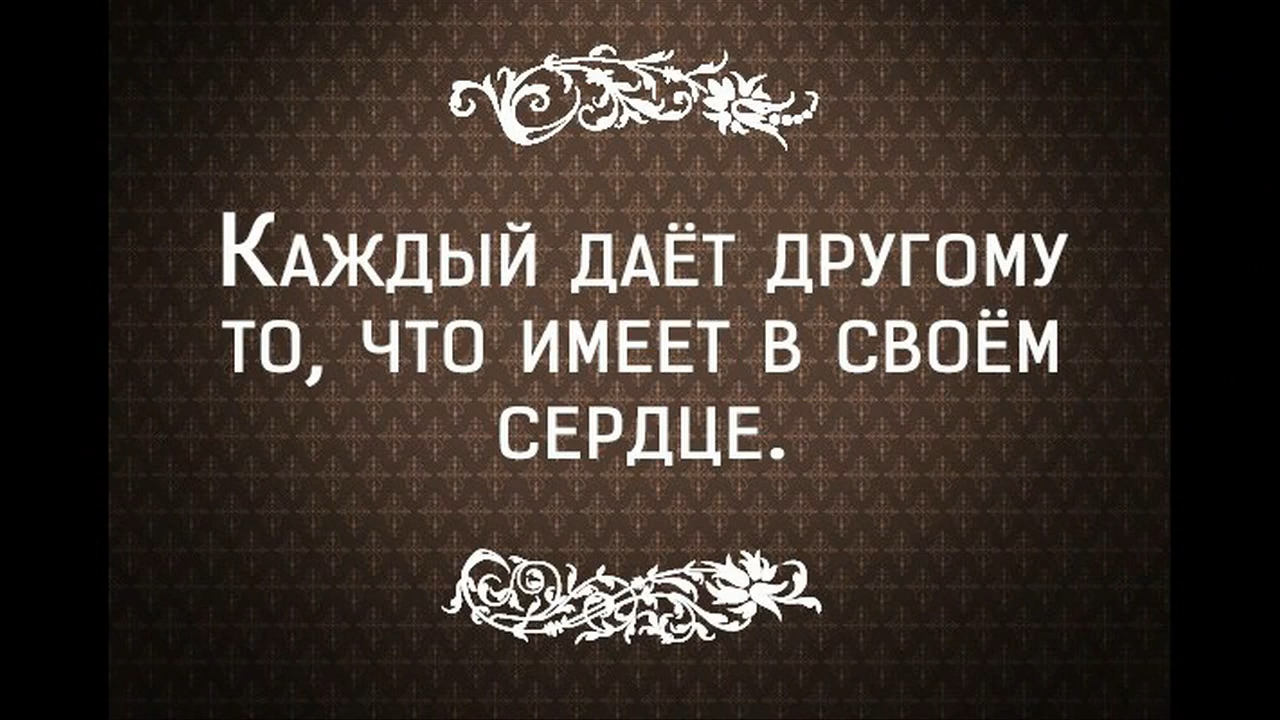 Каждый даёт другому
то, что имеет в своём
сердце.